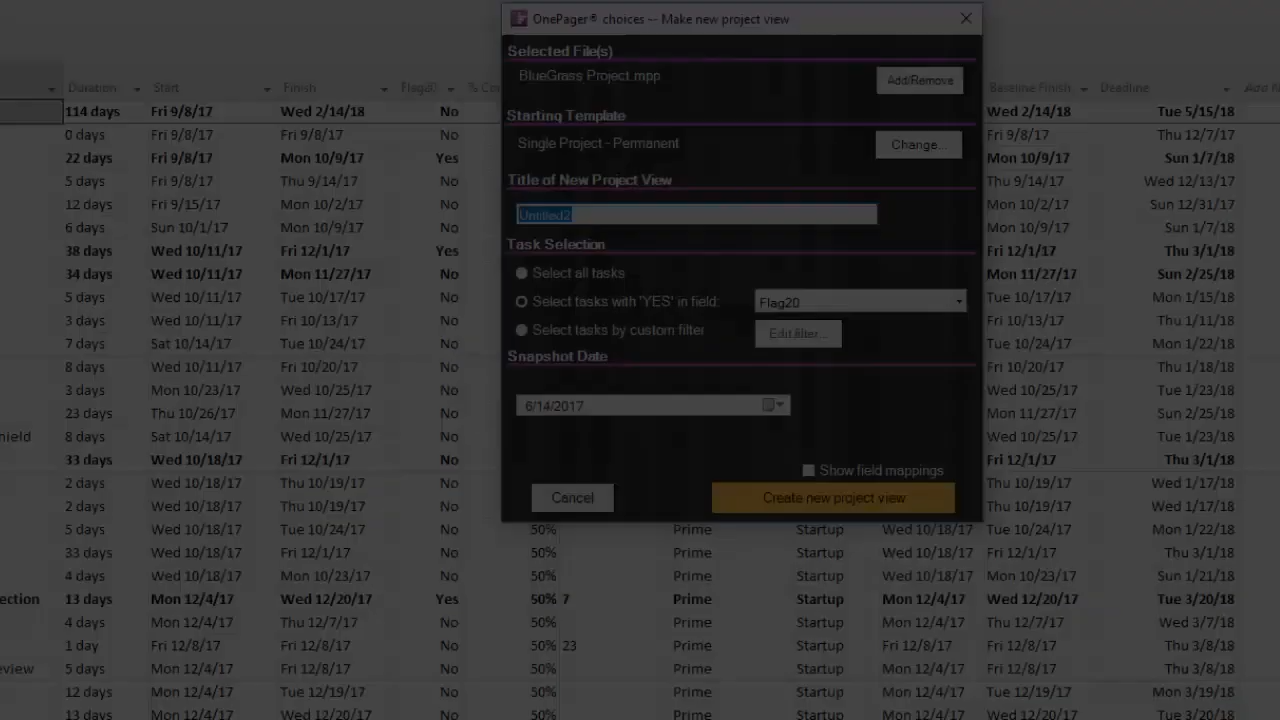 OnePager® choices -- Make new project view
Selected File(s)
BlueGrass Project.mpp
Add/Remove
Starting Template
Single Project - Permanent
Change...
Title of New Project View
Untitled2
Task Selection
Select all tasks
Select tasks with 'YES' in field:
Flag20
Select tasks by custom filter
Edit filter...
Snapshot Date
6/14/2017
Show field mappings
Cancel
Create new project view
Duration Start Finish % Co Baseline Finish Deadline
114 days Fri 9/8/17 Wed 2/14/18 No Wed 2/14/18 Tue 5/15/18
0 days Fri 9/8/17 Fri 9/8/17 No Fri 9/8/17 Thu 12/7/17
22 days Fri 9/8/17 Mon 10/9/17 Yes Mon 10/9/17 Sun 1/7/18
5 days Fri 9/8/17 Thu 9/14/17 No Thu 9/14/17 Wed 12/13/17
12 days Fri 9/15/17 Mon 10/2/17 No Mon 10/2/17 Sun 12/31/17
6 days Sun 10/1/17 Mon 10/9/17 No Mon 10/9/17 Sun 1/7/18
38 days Wed 10/11/17 Fri 12/1/17 Yes Fri 12/1/17 Thu 3/1/18
34 days Wed 10/11/17 Mon 11/27/17 No Mon 11/27/17 Sun 2/25/18
5 days Wed 10/11/17 Tue 10/17/17 No Tue 10/17/17 Mon 1/15/18
3 days Wed 10/11/17 Fri 10/13/17 No Fri 10/13/17 Thu 1/11/18
7 days Sat 10/14/17 Tue 10/24/17 No Tue 10/24/17 Mon 1/22/18
8 days Wed 10/11/17 Fri 10/20/17 No Fri 10/20/17 Thu 1/18/18
3 days Mon 10/23/17 Wed 10/25/17 No Wed 10/25/17 Tue 1/23/18
23 days Thu 10/26/17 Mon 11/27/17 No Mon 11/27/17 Sun 2/25/18
hield 8 days Sat 10/14/17 Wed 10/25/17 No Wed 10/25/17 Tue 1/23/18
33 days Wed 10/18/17 Fri 12/1/17 No Fri 12/1/17 Thu 3/1/18
2 days Wed 10/18/17 Thu 10/19/17 No Thu 10/19/17 Wed 1/17/18
2 days Wed 10/18/17 Thu 10/19/17 No Thu 10/19/17 Wed 1/17/18
5 days Wed 10/18/17 Tue 10/24/17 No 50% Prime Startup Wed 10/18/17 Tue 10/24/17 Mon 1/22/18
33 days Wed 10/18/17 Fri 12/1/17 No 50% Prime Startup Wed 10/18/17 Fri 12/1/17 Thu 3/1/18
4 days Wed 10/18/17 Mon 10/23/17 No 50% Prime Startup Wed 10/18/17 Mon 10/23/17 Sun 1/21/18
ection 13 days Mon 12/4/17 Wed 12/20/17 Yes 50% 7 Prime Startup Mon 12/4/17 Wed 12/20/17 Tue 3/20/18
4 days Mon 12/4/17 Thu 12/7/17 No 50% Prime Startup Mon 12/4/17 Thu 12/7/17 Wed 3/7/18
1 day Fri 12/8/17 Fri 12/8/17 No 50% 23 Prime Startup Fri 12/8/17 Fri 12/8/17 Thu 3/8/18
eview 5 days Mon 12/4/17 Fri 12/8/17 No 50% Prime Startup Mon 12/4/17 Fri 12/8/17 Thu 3/8/18
12 days Mon 12/4/17 Tue 12/19/17 No 50% Prime Startup Mon 12/4/17 Tue 12/19/17 Mon 3/19/18
13 days Mon 12/4/17 Wed 12/20/17 No 50% Prime Startup Mon 12/4/17 Wed 12/20/17 Tue 3/20/18